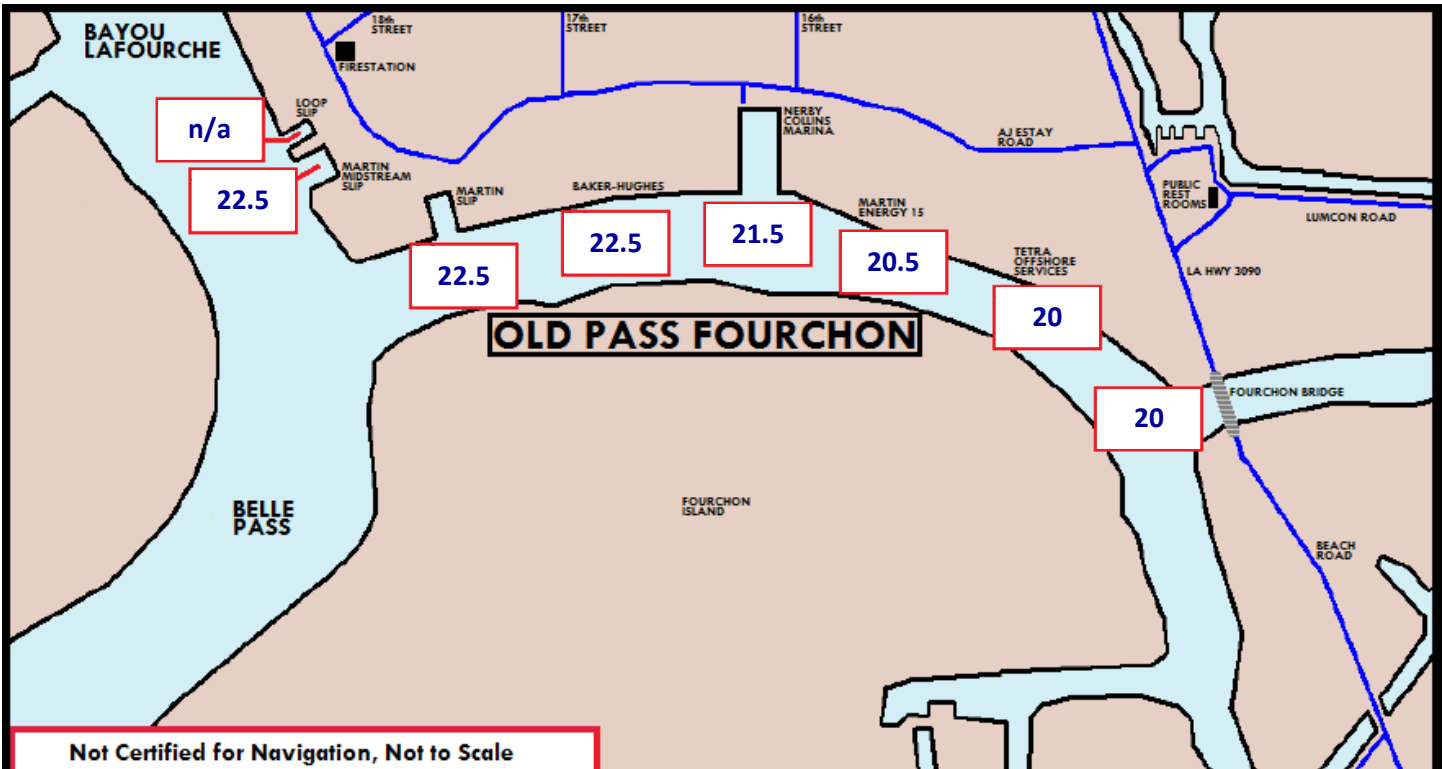 BAYOU
LAFOURCHE
18th
STREET
17th
STREET
16th
STREET
FIRESTATION
LOOP
SLIP
n/a
NERBY
COLLINS
MARINA
AJ ESTAY
ROAD
MARTIN
MIDSTREAM
SLIP
22.5
MARTIN
SLIP
BAKER-HUGHES
PUBLIC
REST
ROOMS
MARTIN
ENERGY 15
LUMCON ROAD
22.5
22.5
21.5
20.5
TETRA
OFFSHORE
SERVICES
LA HWY 3090
20
OLD PASS FOURCHON
FOURCHON BRIDGE
20
BELLE
PASS
FOURCHON
ISLAND
BEACH
ROAD
Not Certified for Navigation, Not to Scale